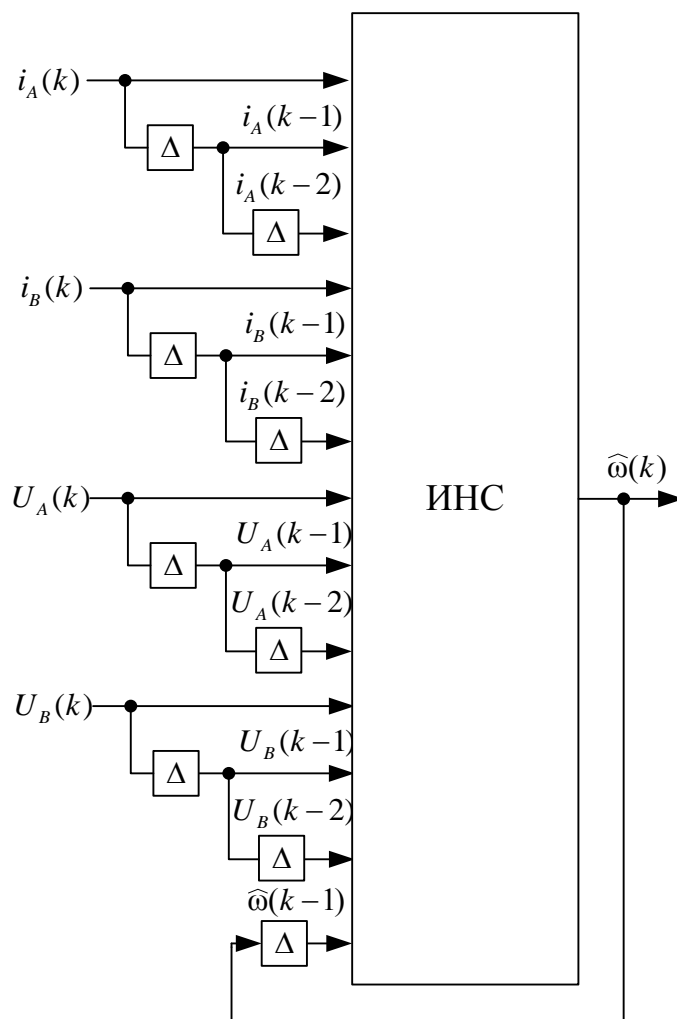 i_A(k)
i_A(k−1)
Δ
i_A(k−2)
Δ
i_B(k)
i_B(k−1)
Δ
i_B(k−2)
Δ
U_A(k)
U_A(k−1)
Δ
U_A(k−2)
Δ
U_B(k)
U_B(k−1)
Δ
U_B(k−2)
Δ
ω̂(k−1)
Δ
ИНС
ω̂(k)